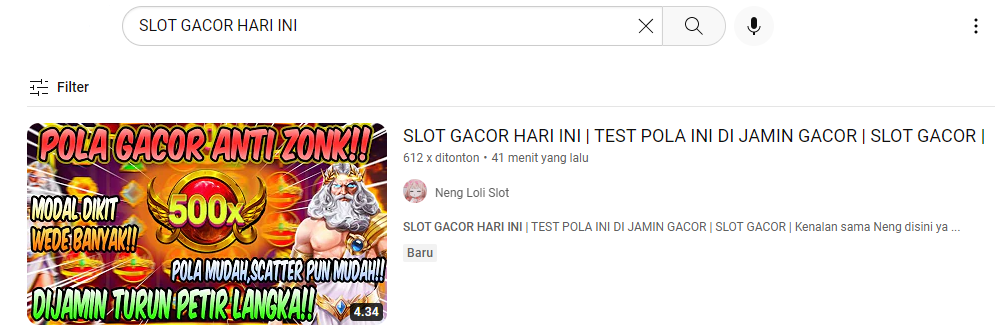 SLOT GACOR HARI INI
Filter
POLA GACOR ANTI ZONK!!
500x
MODAL DIKIT
WEDE BANYAK!!
POLA MUDAH,SCATTER PUN MUDAH!!
DIJAMIN TURUN PETIR LANGKA!!
4.34
SLOT GACOR HARI INI | TEST POLA INI DI JAMIN GACOR | SLOT GACOR |
612 x ditonton • 41 menit yang lalu
Neng Loli Slot
SLOT GACOR HARI INI | TEST POLA INI DI JAMIN GACOR | SLOT GACOR | Kenalan sama Neng disini ya ...
Baru